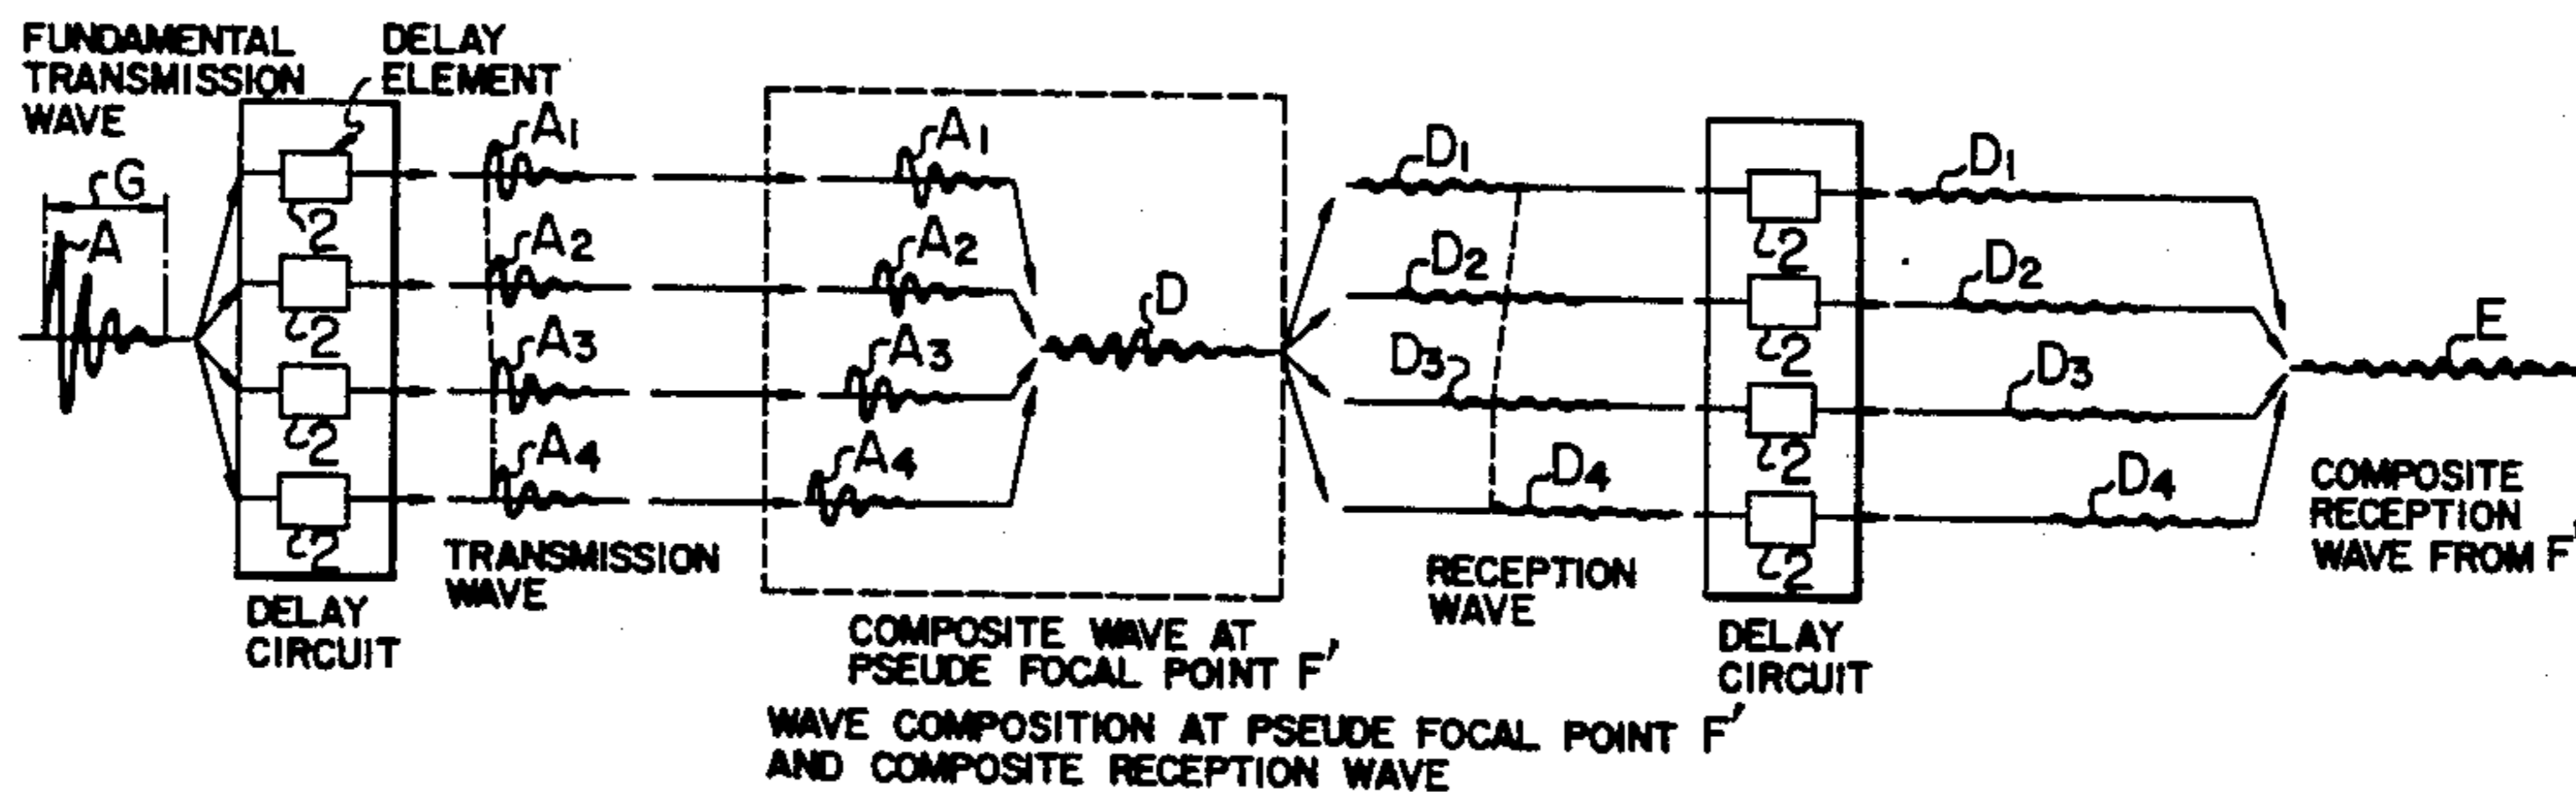 FUNDAMENTAL
TRANSMISSION
WAVE
DELAY
ELEMENT
G
A
2
2
2
2
DELAY
CIRCUIT
A1
A2
A3
A4
TRANSMISSION
WAVE
A1
A2
A3
A4
D
COMPOSITE WAVE AT
PSEUDE FOCAL POINT F'
WAVE COMPOSITION AT PSEUDE FOCAL POINT F'
AND COMPOSITE RECEPTION WAVE
D1
D2
D3
D4
RECEPTION
WAVE
2
2
2
2
DELAY
CIRCUIT
D1
D2
D3
D4
E
COMPOSITE
RECEPTION
WAVE FROM F'